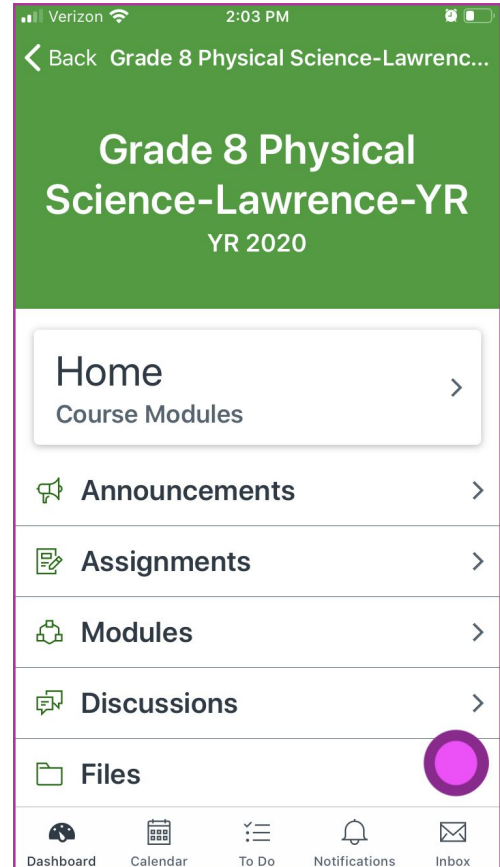 Verizon 2:03 PM
Back Grade 8 Physical Science-Lawrenc...
Grade 8 Physical
Science-Lawrence-YR
YR 2020
Home
Course Modules
Announcements
Assignments
Modules
Discussions
Files
Dashboard Calendar To Do Notifications Inbox